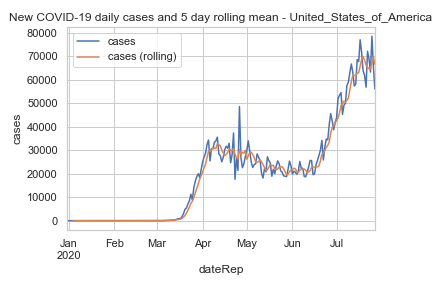 New COVID-19 daily cases and 5 day rolling mean - United_States_of_America
80000
70000
60000
50000
40000
30000
20000
10000
0
cases
cases
cases (rolling)
Jan
2020
Feb
Mar
Apr
May
Jun
Jul
dateRep